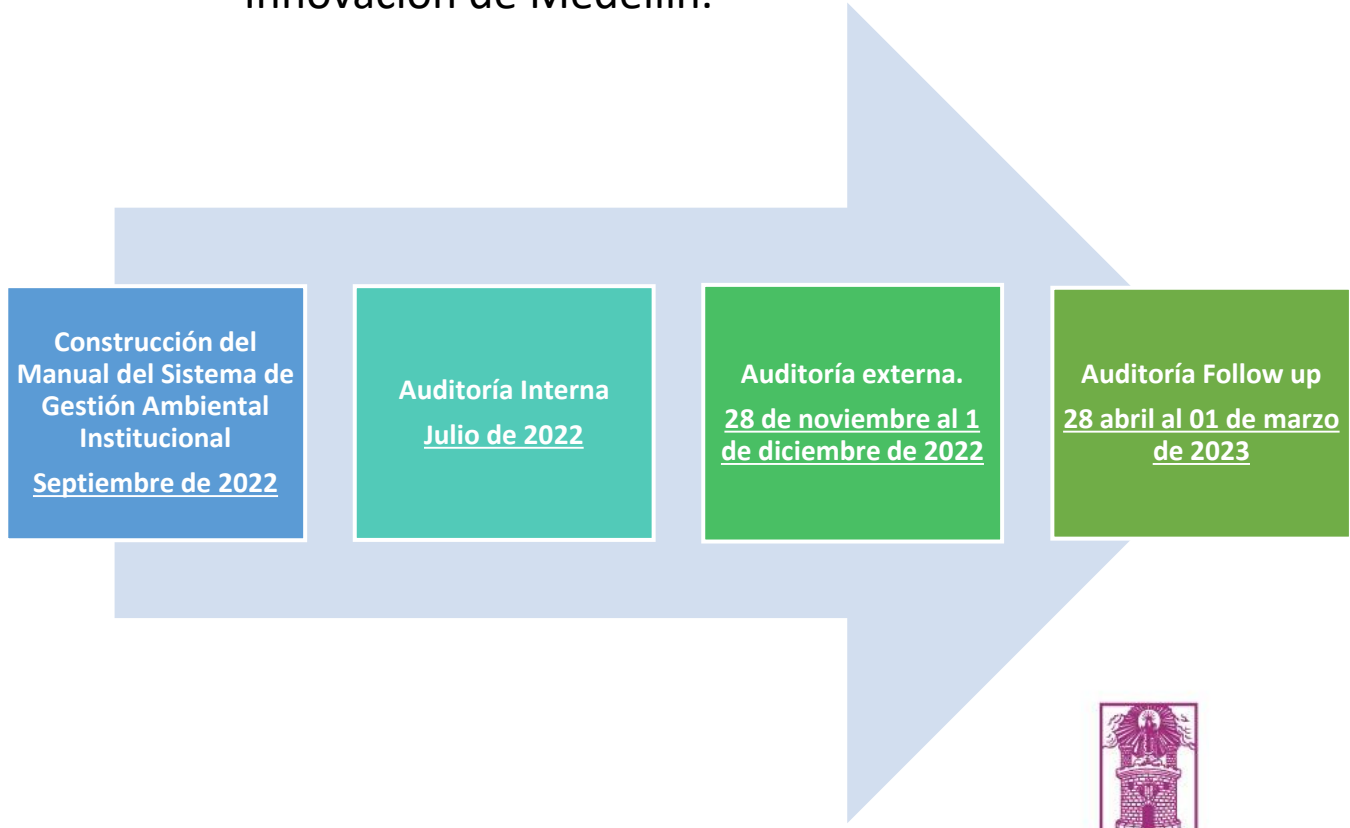 Innovación de Medellín.
Construcción del
Manual del Sistema de
Gestión Ambiental
Institucional
Septiembre de 2022
Auditoría Interna
Julio de 2022
Auditoría externa.
28 de noviembre al 1
de diciembre de 2022
Auditoría Follow up
28 abril al 01 de marzo
de 2023